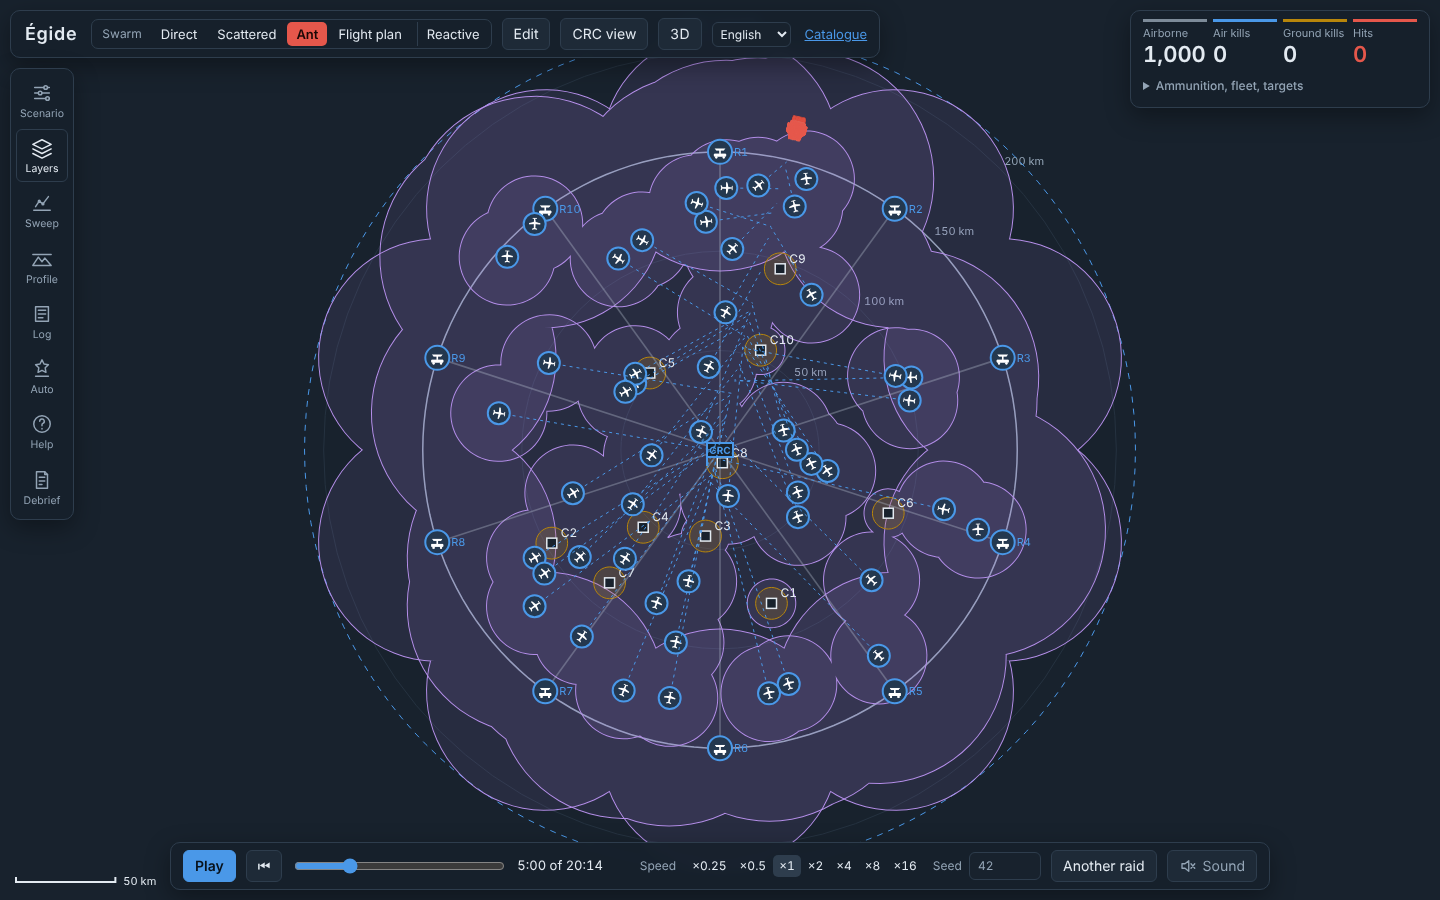 Égide
Swarm Direct Scattered Ant Flight plan Reactive
Edit
CRC view
3D
English
Catalogue
Airborne Air kills Ground kills Hits
1,000 0 0 0
Ammunition, fleet, targets
Scenario
Layers
Sweep
Profile
Log
Auto
Help
Debrief
200 km
150 km
100 km
50 km
R1
R2
R3
R4
R5
R6
R7
R8
R9
R10
C9
C10
C5
CRC
C8
C6
C4
C3
C2
C7
C1
50 km
Play
5:00 of 20:14
Speed ×0.25 ×0.5 ×1 ×2 ×4 ×8 ×16
Seed 42
Another raid
Sound